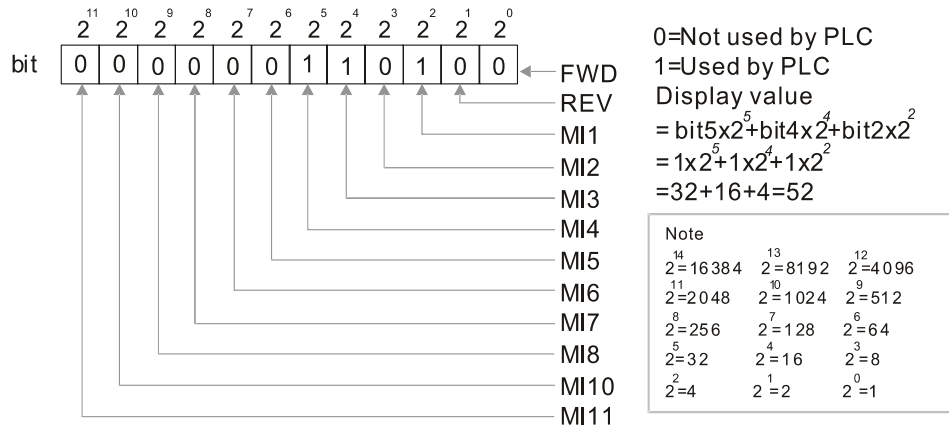 2^11 2^10 2^9 2^8 2^7 2^6 2^5 2^4 2^3 2^2 2^1 2^0
bit 0 0 0 0 0 0 1 1 0 1 0 0
FWD
REV
MI1
MI2
MI3
MI4
MI5
MI6
MI7
MI8
MI10
MI11
0=Not used by PLC
1=Used by PLC
Display value
= bit5x2^5+bit4x2^4+bit2x2^2
= 1x2^5+1x2^4+1x2^2
=32+16+4=52
Note
2^14=16384 2^13=8192 2^12=4096
2^11=2048 2^10=1024 2^9=512
2^8=256 2^7=128 2^6=64
2^5=32 2^4=16 2^3=8
2^2=4 2^1=2 2^0=1